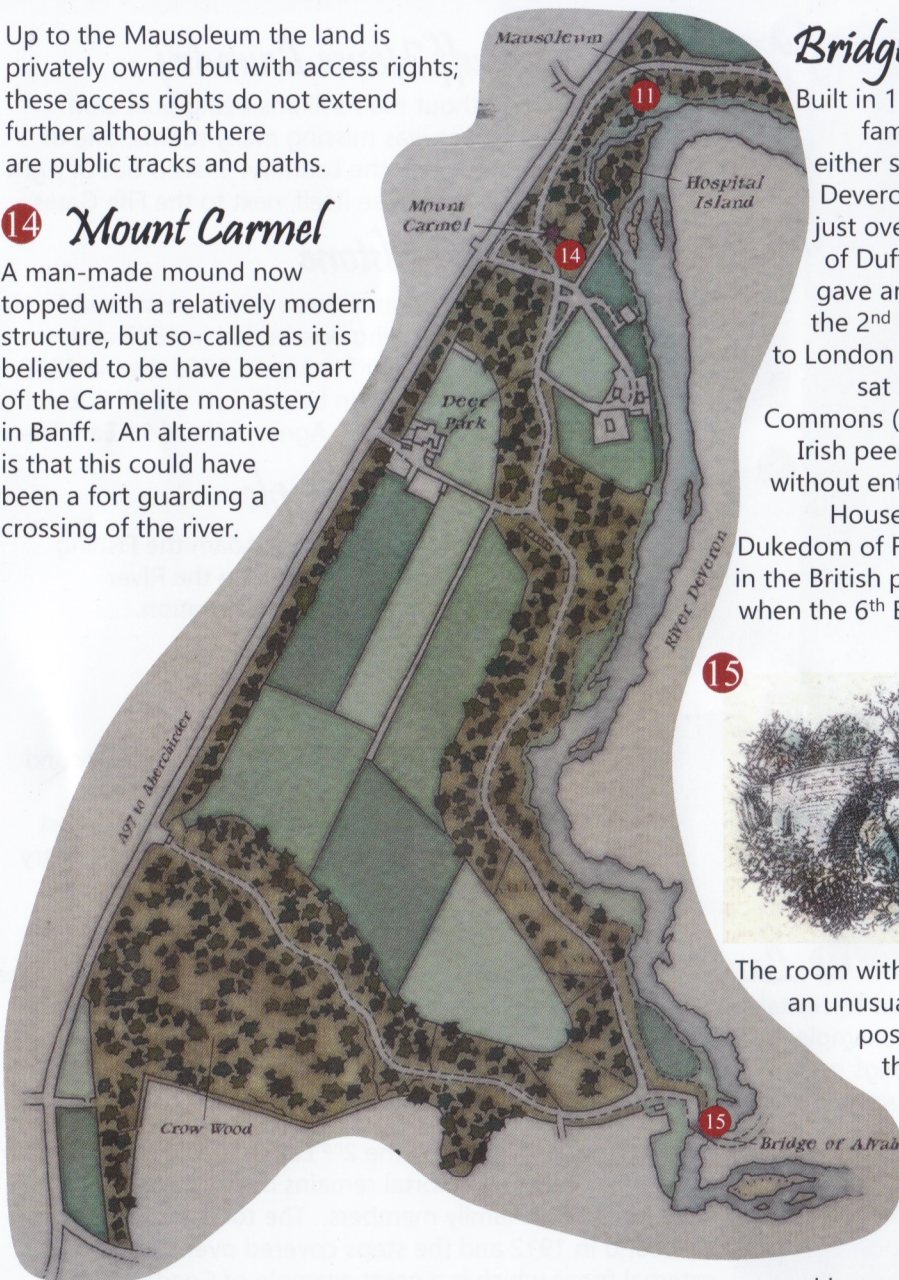 Up to the Mausoleum the land is
privately owned but with access rights;
these access rights do not extend
further although there
are public tracks and paths.
14 Mount Carmel
A man-made mound now
topped with a relatively modern
structure, but so-called as it is
believed to be have been part
of the Carmelite monastery
in Banff. An alternative
is that this could have
been a fort guarding a
crossing of the river.
Mausoleum
11
Hospital
Island
Mount
Carmel
14
Deer
Park
River Deveron
A97 to Aberchirder
Crow Wood
15
Bridge of Alvah
Bridge
Built in 1
fam
either s
Devero
just ove
of Duf
gave an
the 2nd
to London
sat
Commons (
Irish peer
without ent
House
Dukedom of F
in the British p
when the 6th E
15
The room with
an unusua
pos
th